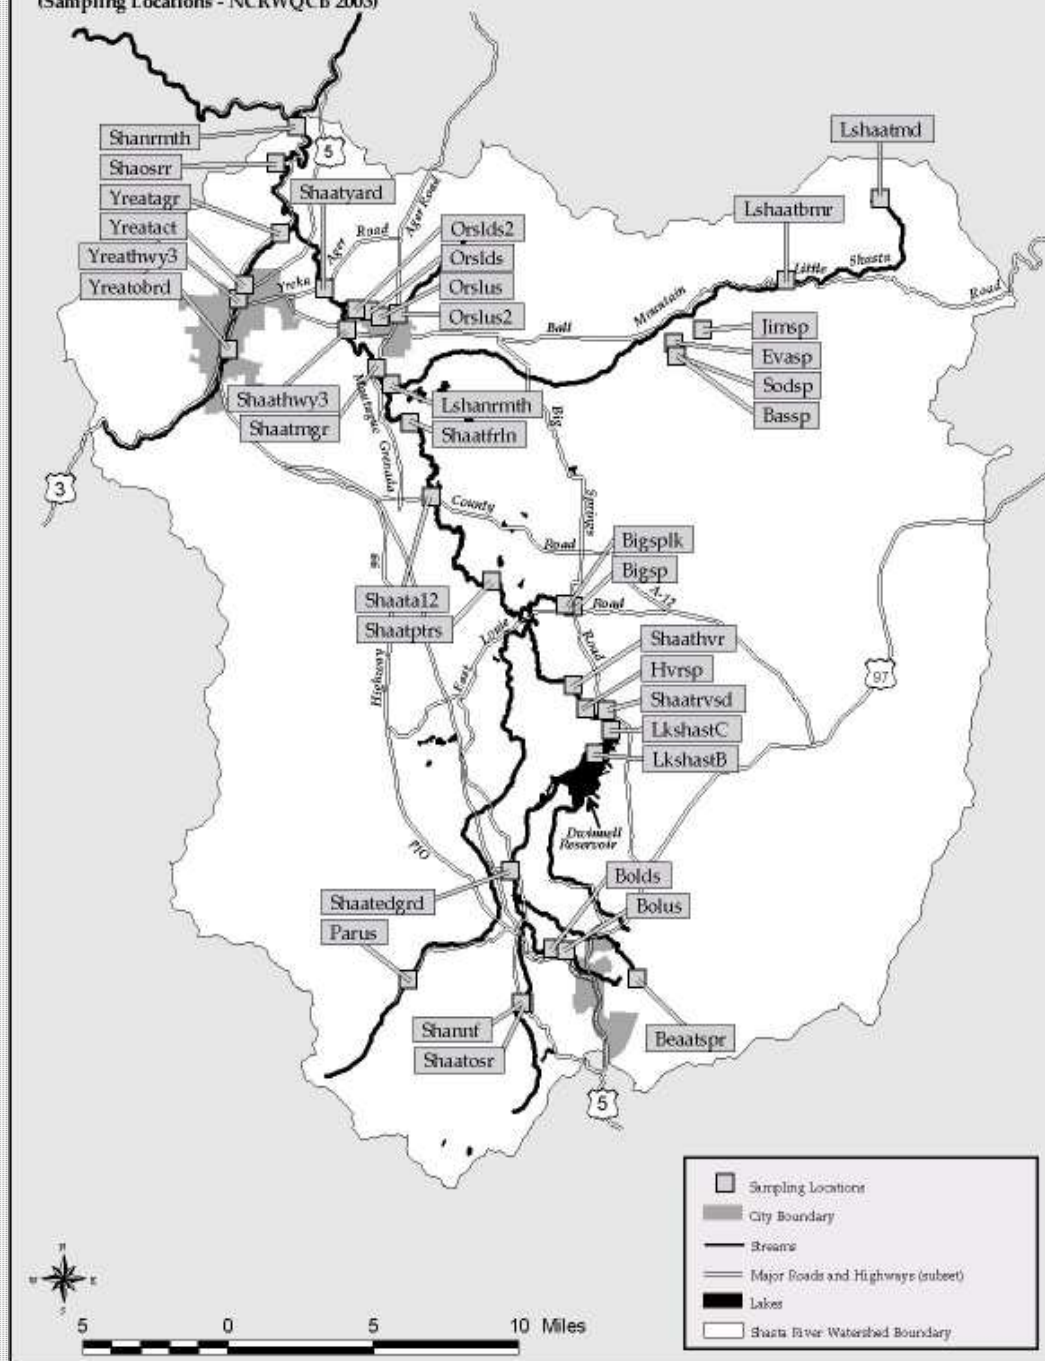 (Sampling Locations - NCRWQCB 2003)
Shanrmth
Shaosrr
Yreatagr
Yreatact
Yreathwy3
Yreatobrd
5
Shaatyard
Ager Road
Ager Road
Yreka
Orslds2
Orslds
Orslus
Orslus2
Lshaatmd
Lshaatbmr
Little Shasta
Road
Ball Mountain
Jimsp
Evasp
Sodsp
Bassp
Shaathwy3
Shaatmgr
Montague Grenada
Lshanrmth
Shaatfrln
Big Springs
Road
3
County
Road
A-12
99
Highway
Shaata12
Shaatptrs
Bigsplk
Bigsp
East Louie
Road
Shaathvr
Hvrsp
Shaatrvsd
LkshastC
LkshastB
97
Dwinnell
Reservoir
Old
Shaatedgrd
Parus
Bolds
Bolus
Shannf
Shaatosr
Beaatspr
5
Sampling Locations
City Boundary
Streams
Major Roads and Highways (subset)
Lakes
Shasta River Watershed Boundary
N
W E
S
5 0 5 10 Miles